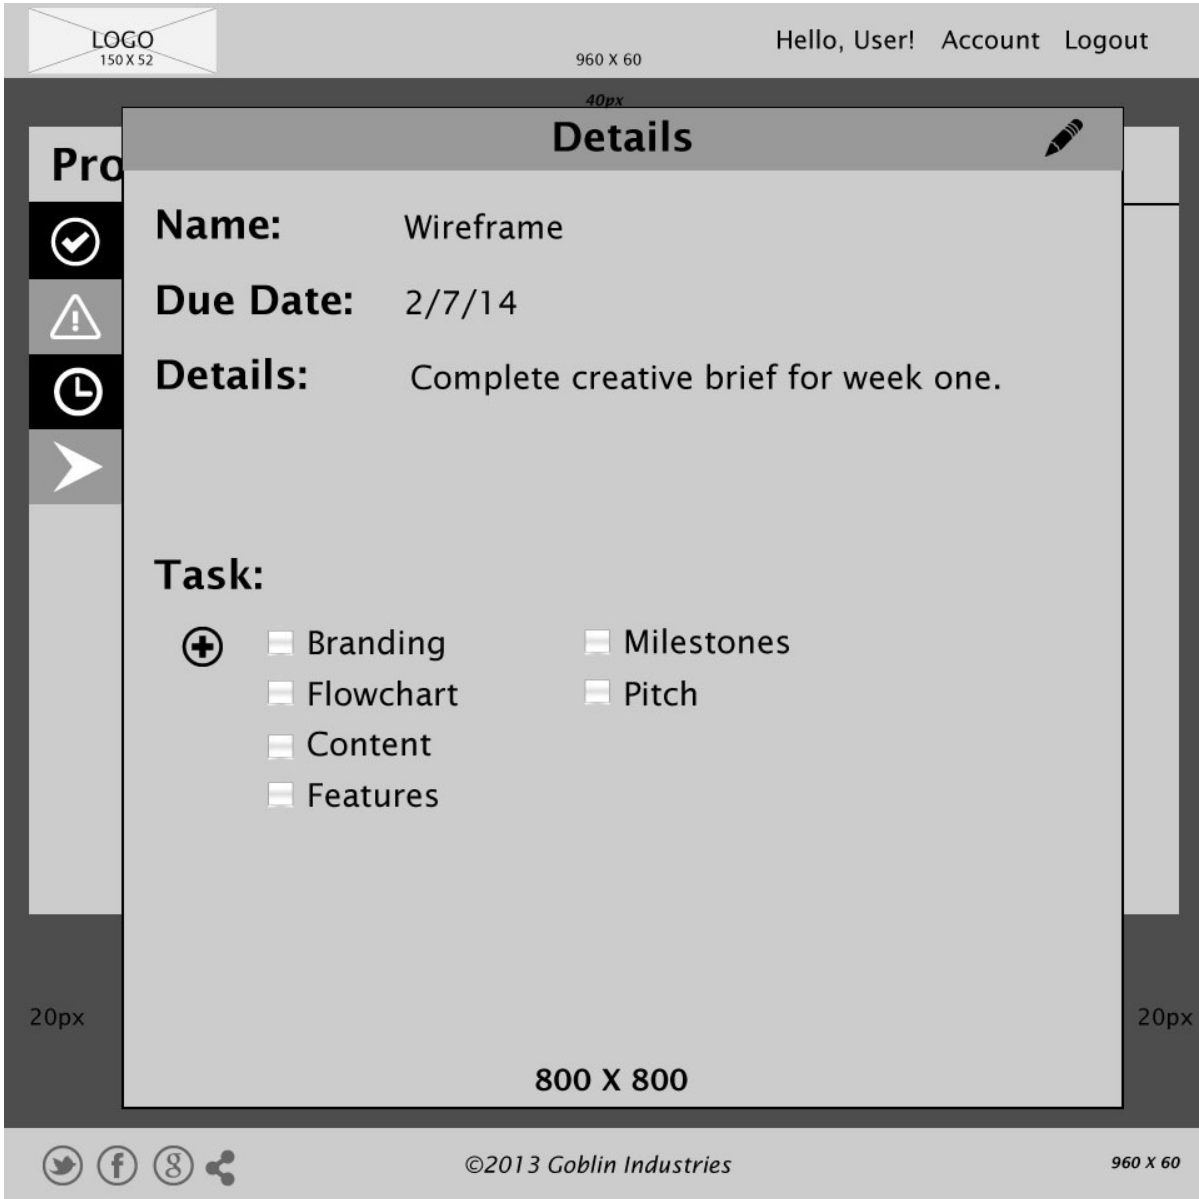 LOGO
150 X 52
960 X 60
Hello, User! Account Logout
40px
Details
Pro
Name: Wireframe
Due Date: 2/7/14
Details: Complete creative brief for week one.
Task:
Branding
Flowchart
Content
Features
Milestones
Pitch
20px
20px
800 X 800
©2013 Goblin Industries
960 X 60